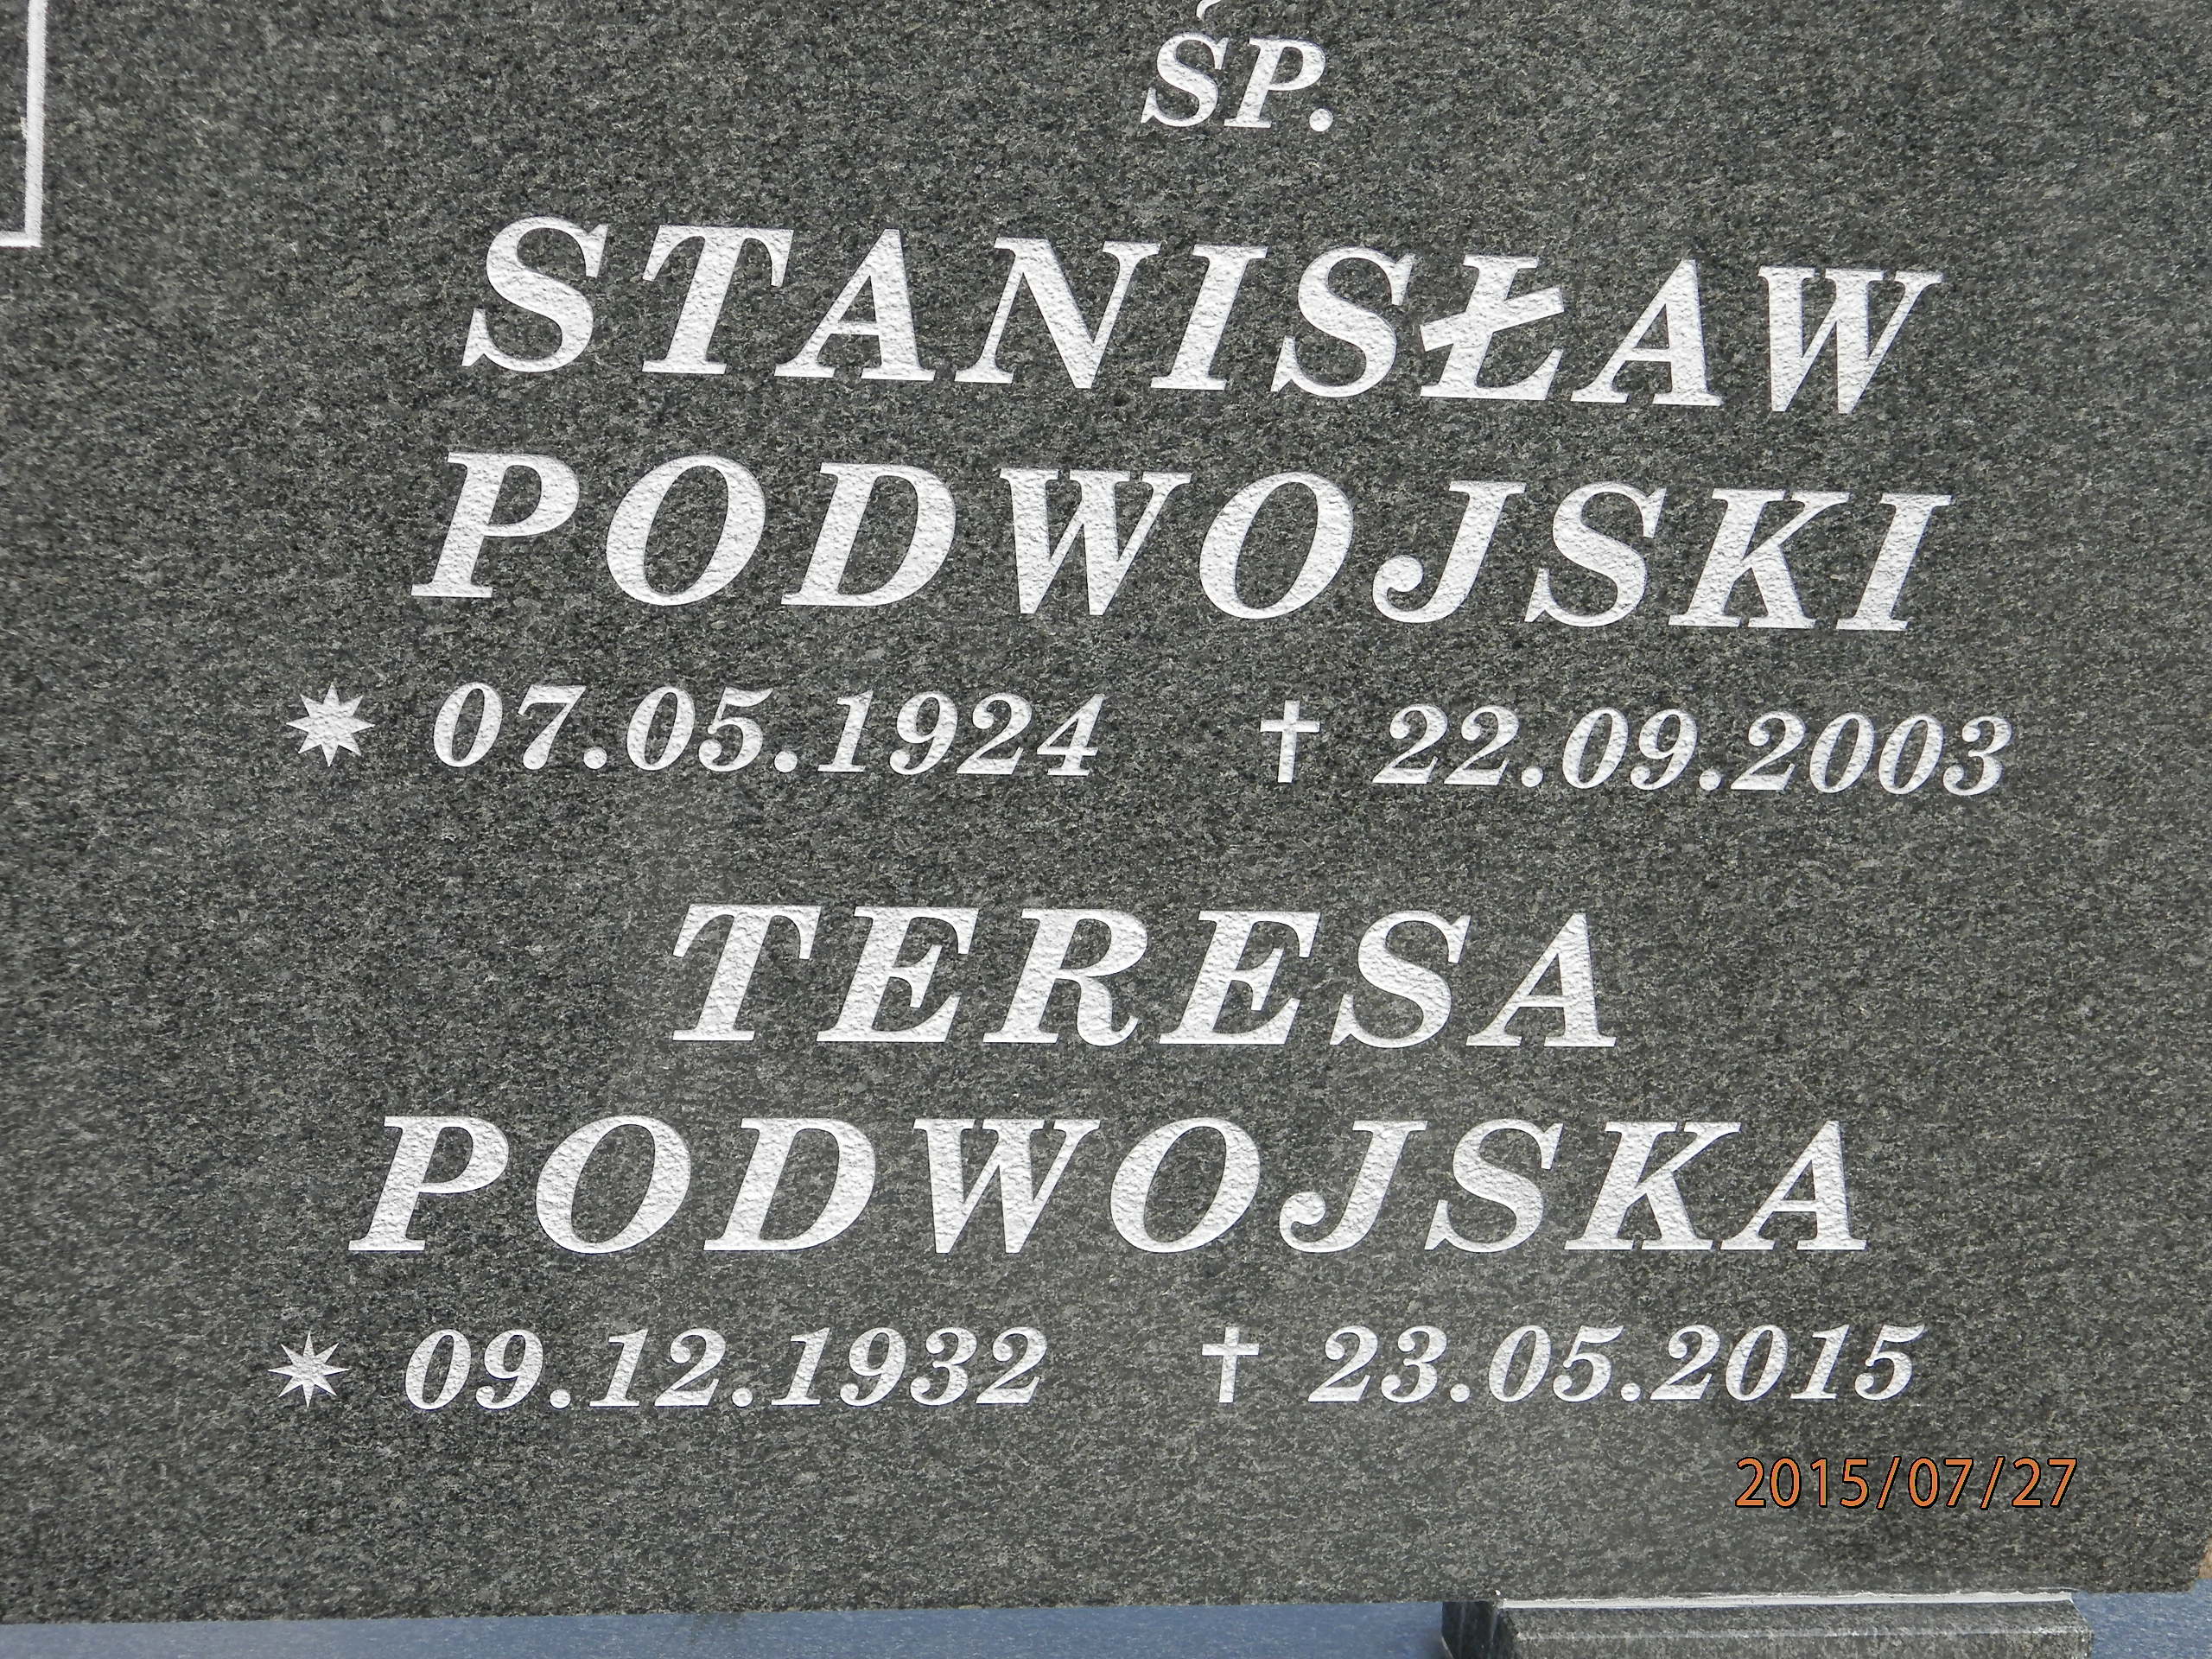 ŚP.
STANISŁAW
PODWOJSKI
✴ 07.05.1924 ✝ 22.09.2003
TERESA
PODWOJSKA
✴ 09.12.1932 ✝ 23.05.2015
2015/07/27